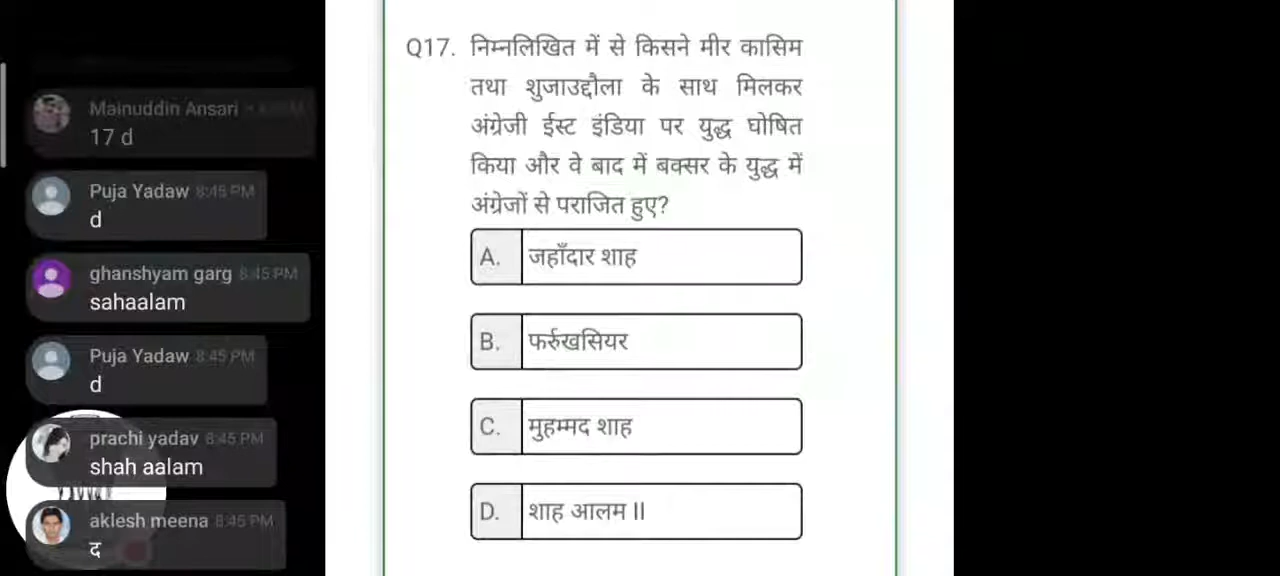 Mainuddin Ansari
17 d
Puja Yadaw 8:45 PM
d
ghanshyam garg 8:45 PM
sahaalam
Puja Yadaw 8:45 PM
d
prachi yadav 8:45 PM
shah aalam
aklesh meena 8:45 PM
द
Q17. निम्नलिखित में से किसने मीर कासिम
तथा शुजाउद्दौला के साथ मिलकर
अंग्रेजी ईस्ट इंडिया पर युद्ध घोषित
किया और वे बाद में बक्सर के युद्ध में
अंग्रेजों से पराजित हुए?
A. जहाँदार शाह
B. फर्रुखसियर
C. मुहम्मद शाह
D. शाह आलम II